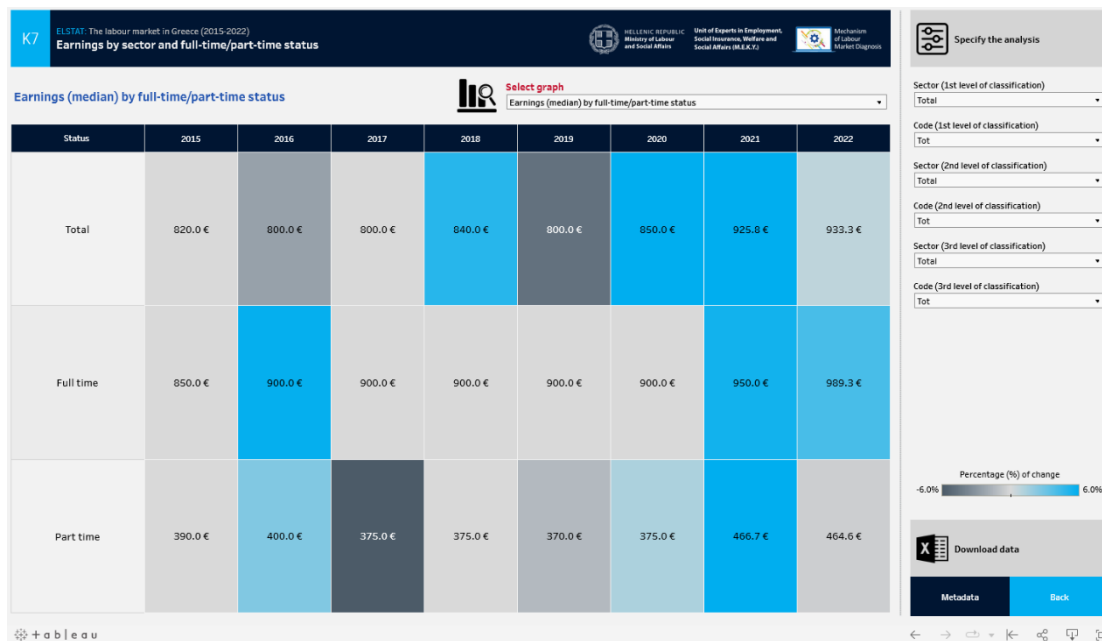 K7
ELSTAT: The labour market in Greece (2015-2022)
Earnings by sector and full-time/part-time status
HELLENIC REPUBLIC
Ministry of Labour
and Social Affairs
Unit of Experts in Employment,
Social Insurance, Welfare and
Social Affairs (M.E.K.Y.)
Mechanism
of Labour
Market Diagnosis
Earnings (median) by full-time/part-time status
Select graph
Earnings (median) by full-time/part-time status
Status 2015 2016 2017 2018 2019 2020 2021 2022
Total 820.0 € 800.0 € 800.0 € 840.0 € 800.0 € 850.0 € 925.8 € 933.3 €
Full time 850.0 € 900.0 € 900.0 € 900.0 € 900.0 € 900.0 € 950.0 € 989.3 €
Part time 390.0 € 400.0 € 375.0 € 375.0 € 370.0 € 375.0 € 466.7 € 464.6 €
Specify the analysis
Sector (1st level of classification)
Total
Code (1st level of classification)
Tot
Sector (2nd level of classification)
Total
Code (2nd level of classification)
Tot
Sector (3rd level of classification)
Total
Code (3rd level of classification)
Tot
Percentage (%) of change
-6.0% 6.0%
X
Download data
Metadata Back
+ a b l e a u